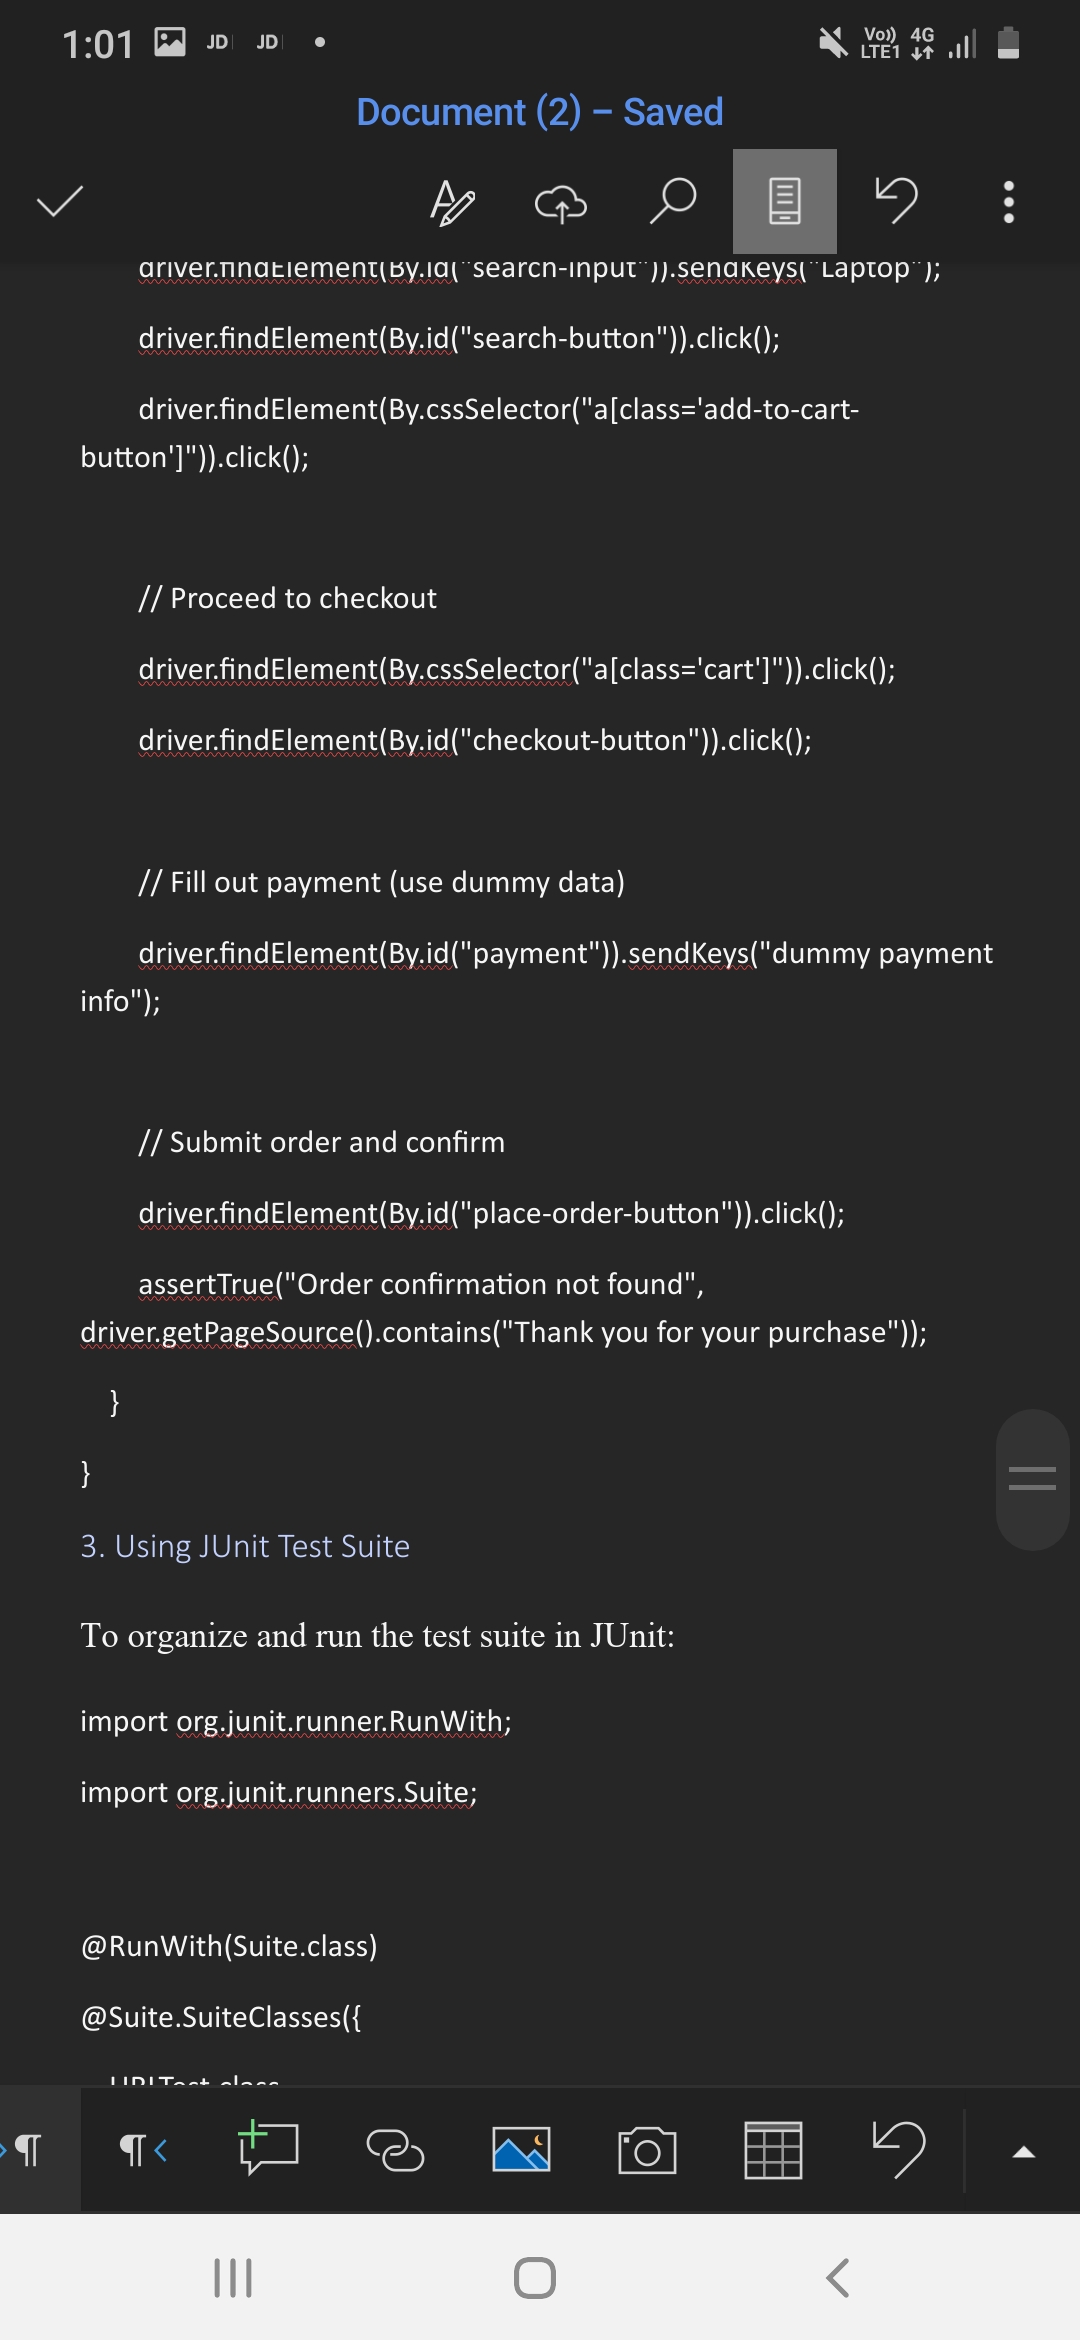 1:01 JD JD Vo)) 4G
LTE1
Document (2) – Saved
driver.findElement(By.id("search-input")).sendKeys("Laptop");
driver.findElement(By.id("search-button")).click();
driver.findElement(By.cssSelector("a[class='add-to-cart-
button']")).click();
// Proceed to checkout
driver.findElement(By.cssSelector("a[class='cart']")).click();
driver.findElement(By.id("checkout-button")).click();
// Fill out payment (use dummy data)
driver.findElement(By.id("payment")).sendKeys("dummy payment
info");
// Submit order and confirm
driver.findElement(By.id("place-order-button")).click();
assertTrue("Order confirmation not found",
driver.getPageSource().contains("Thank you for your purchase"));
}
}
3. Using JUnit Test Suite
To organize and run the test suite in JUnit:
import org.junit.runner.RunWith;
import org.junit.runners.Suite;
@RunWith(Suite.class)
@Suite.SuiteClasses({